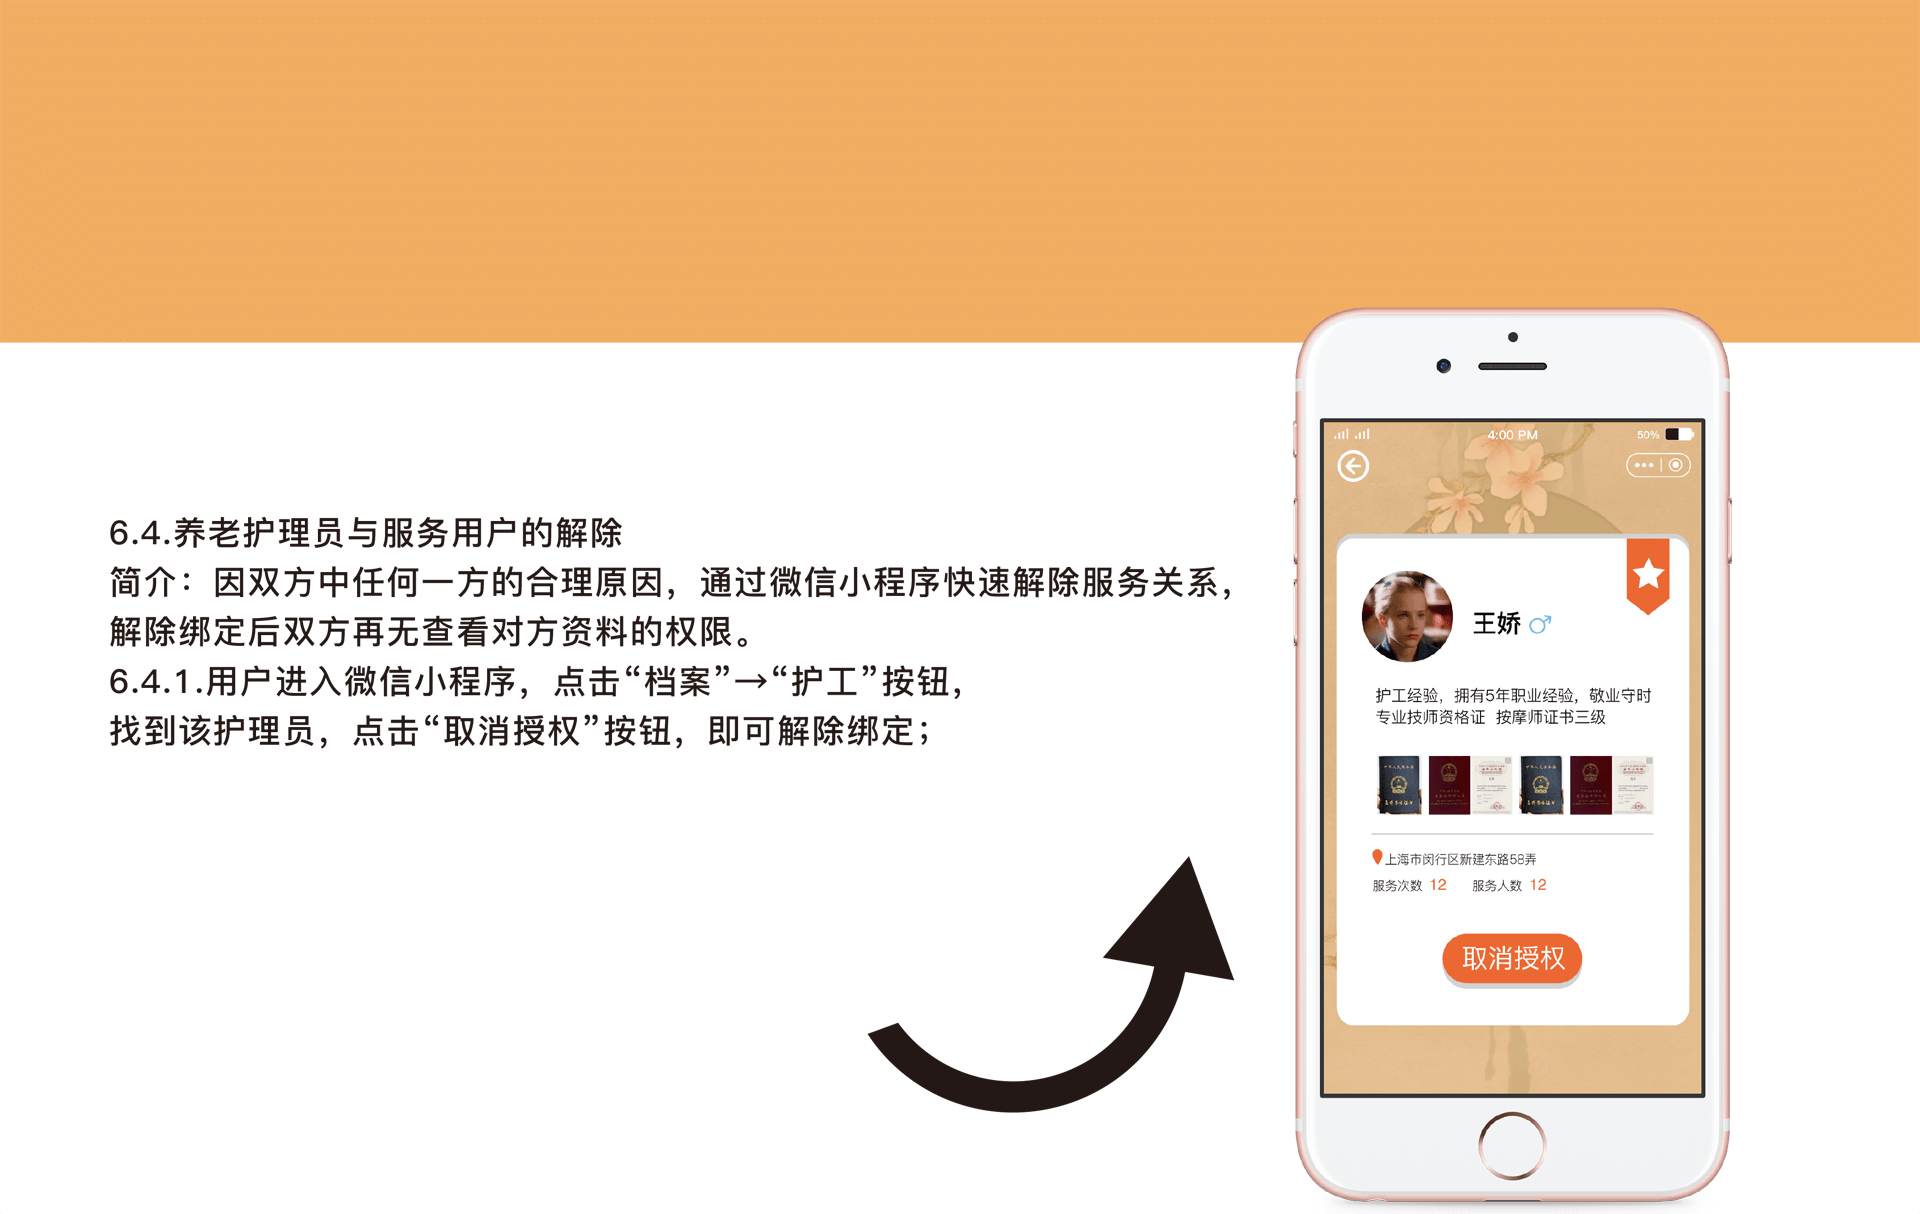 6.4.养老护理员与服务用户的解除
简介：因双方中任何一方的合理原因，通过微信小程序快速解除服务关系，
解除绑定后双方再无查看对方资料的权限。
6.4.1.用户进入微信小程序，点击“档案”→“护工”按钮，
找到该护理员，点击“取消授权”按钮，即可解除绑定；
4:00 PM
50%
王娇
护工经验，拥有5年职业经验，敬业守时
专业技师资格证 按摩师证书三级
上海市闵行区新建东路58弄
服务次数 12 服务人数 12
取消授权